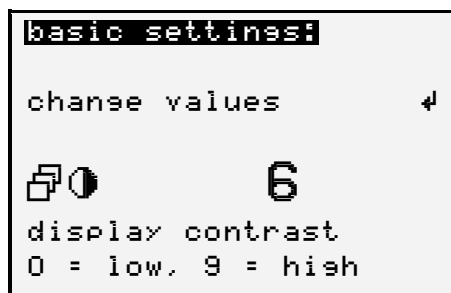 basic settings:
change values ↲
6
display contrast
0 = low, 9 = high